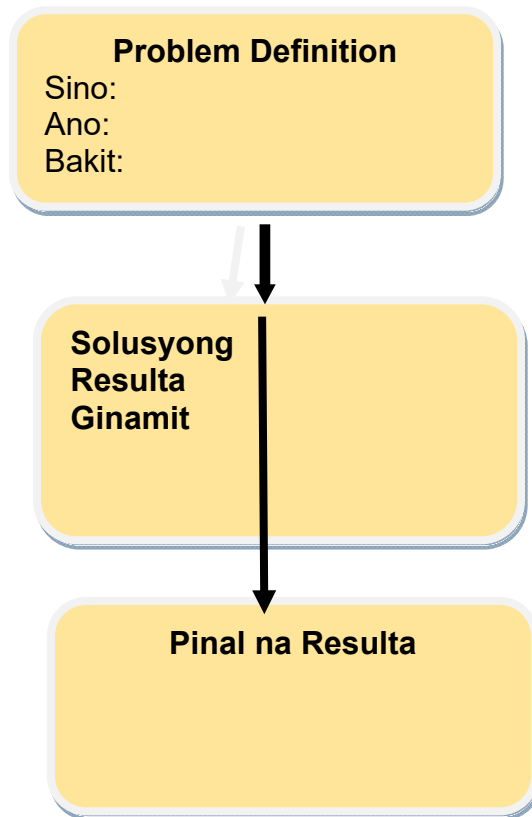 Problem Definition
Sino:
Ano:
Bakit:
Solusyong
Resulta
Ginamit
Pinal na Resulta